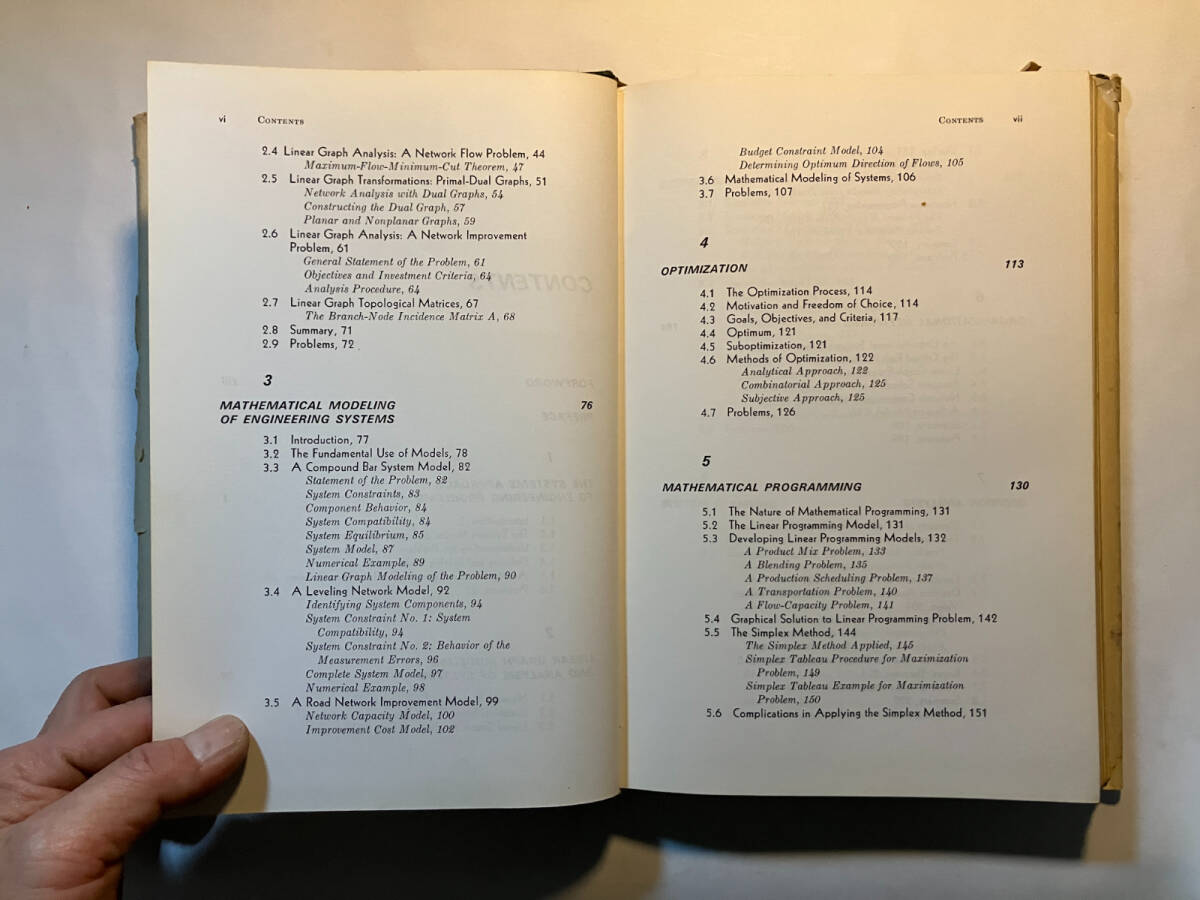 vi CONTENTS
2.4 Linear Graph Analysis: A Network Flow Problem, 44
Maximum-Flow-Minimum-Cut Theorem, 47
2.5 Linear Graph Transformations: Primal-Dual Graphs, 51
Network Analysis with Dual Graphs, 54
Constructing the Dual Graph, 57
Planar and Nonplanar Graphs, 59
2.6 Linear Graph Analysis: A Network Improvement
Problem, 61
General Statement of the Problem, 61
Objectives and Investment Criteria, 64
Analysis Procedure, 64
2.7 Linear Graph Topological Matrices, 67
The Branch-Node Incidence Matrix A, 68
2.8 Summary, 71
2.9 Problems, 72
3
MATHEMATICAL MODELING 76
OF ENGINEERING SYSTEMS
3.1 Introduction, 77
3.2 The Fundamental Use of Models, 78
3.3 A Compound Bar System Model, 82
Statement of the Problem, 82
System Constraints, 83
Component Behavior, 84
System Compatibility, 84
System Equilibrium, 85
System Model, 87
Numerical Example, 89
Linear Graph Modeling of the Problem, 90
3.4 A Leveling Network Model, 92
Identifying System Components, 94
System Constraint No. 1: System
Compatibility, 94
System Constraint No. 2: Behavior of the
Measurement Errors, 96
Complete System Model, 97
Numerical Example, 98
3.5 A Road Network Improvement Model, 99
Network Capacity Model, 100
Improvement Cost Model, 102
CONTENTS vii
Budget Constraint Model, 104
Determining Optimum Direction of Flows, 105
3.6 Mathematical Modeling of Systems, 106
3.7 Problems, 107
4
OPTIMIZATION 113
4.1 The Optimization Process, 114
4.2 Motivation and Freedom of Choice, 114
4.3 Goals, Objectives, and Criteria, 117
4.4 Optimum, 121
4.5 Suboptimization, 121
4.6 Methods of Optimization, 122
Analytical Approach, 122
Combinatorial Approach, 125
Subjective Approach, 125
4.7 Problems, 126
5
MATHEMATICAL PROGRAMMING 130
5.1 The Nature of Mathematical Programming, 131
5.2 The Linear Programming Model, 131
5.3 Developing Linear Programming Models, 132
A Product Mix Problem, 133
A Blending Problem, 135
A Production Scheduling Problem, 137
A Transportation Problem, 140
A Flow-Capacity Problem, 141
5.4 Graphical Solution to Linear Programming Problem, 142
5.5 The Simplex Method, 144
The Simplex Method Applied, 145
Simplex Tableau Procedure for Maximization
Problem, 149
Simplex Tableau Example for Maximization
Problem, 150
5.6 Complications in Applying the Simplex Method, 151